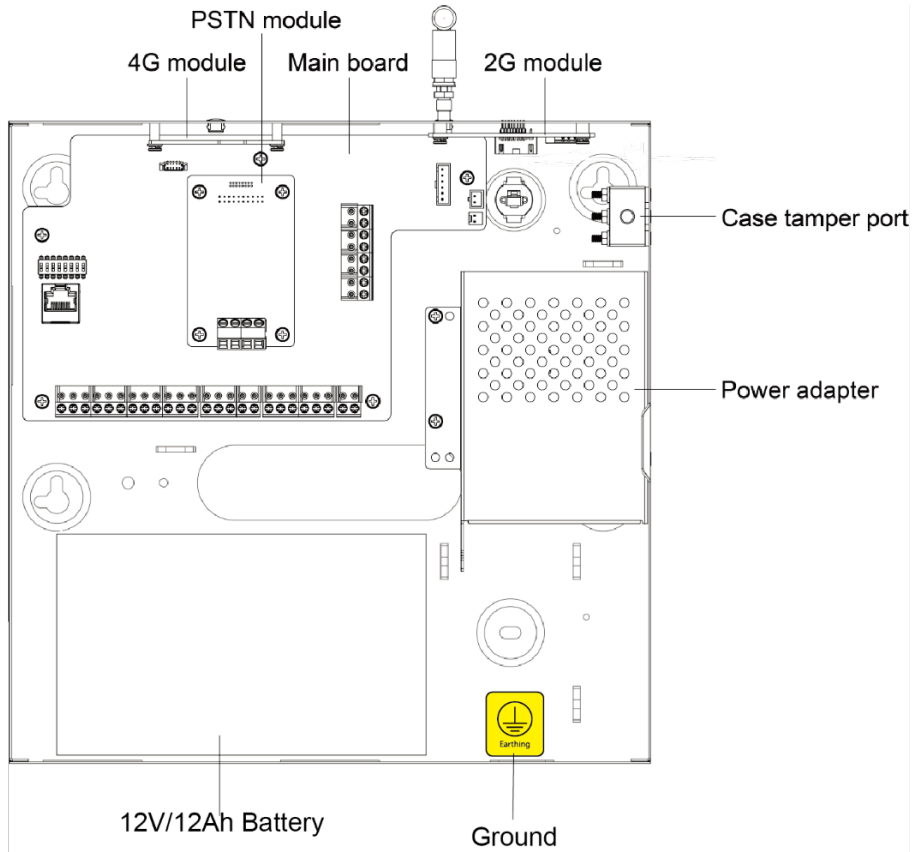 PSTN module
4G module
Main board
2G module
Case tamper port
Power adapter
Earthing
12V/12Ah Battery
Ground